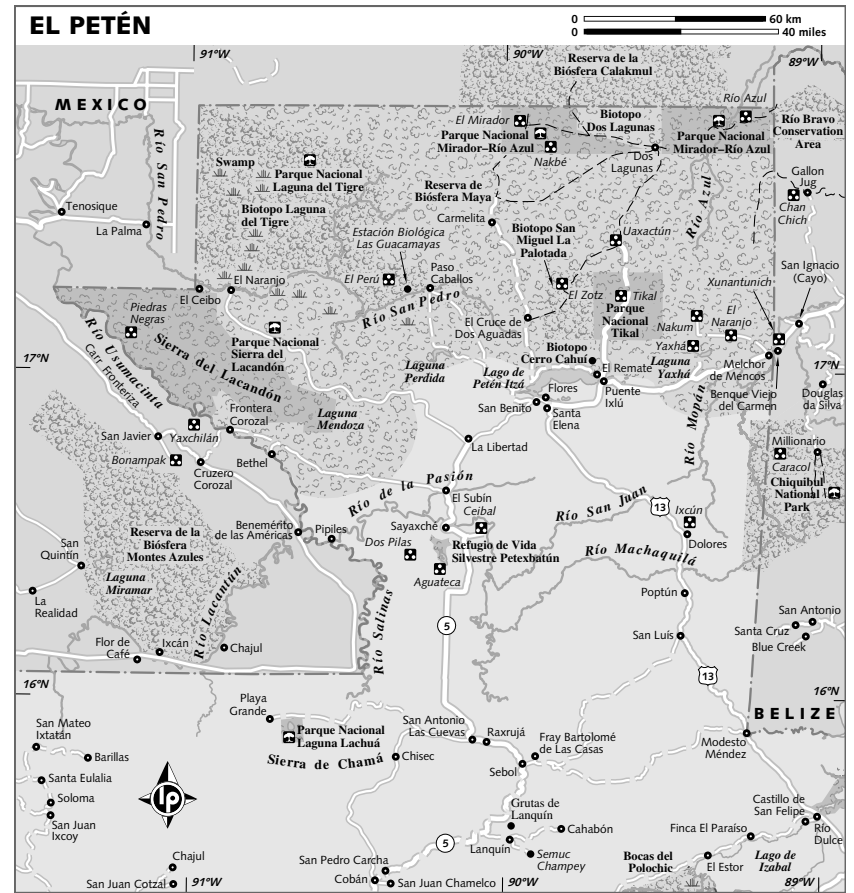 EL PETÉN
0 60 km
0 40 miles
91°W
90°W
89°W
Reserva de la
Biósfera Calakmul
MEXICO
Río San Pedro
El Mirador
Parque Nacional
Mirador–Río Azul
Nakbé
Biotopo
Dos Lagunas
Dos
Lagunas
Río Azul
Parque Nacional
Mirador–Río Azul
Río Bravo
Conservation
Area
Swamp
Parque Nacional
Laguna del Tigre
Biotopo Laguna
del Tigre
Reserva de
Biósfera Maya
Carmelita
Río Azul
Gallon
Jug
Chan
Chich
Tenosique
La Palma
Estación Biológica
Las Guacamayas
Biotopo San
Miguel La
Palotada
Uaxactún
San Ignacio
(Cayo)
Xunantunich
El Ceibo
El Naranjo
El Perú
Paso
Caballos
Río San Pedro
El Zotz
Tikal
Parque
Nacional
Tikal
Nakum
El
Naranjo
Yaxhá
Laguna
Yaxhá
Piedras
Negras
Río Usumacinta
Carr Fronteriza
Sierra del Lacandón
Parque Nacional
Sierra del
Lacandón
El Cruce de
Dos Aguadas
Biotopo
Cerro Cahuí
El Remate
Puente
Ixlú
Melchor
de Mencos
Benque Viejo
del Carmen
17°N
17°N
Laguna
Perdida
Lago de
Petén Itzá
Flores
San Benito
Santa
Elena
Douglas
da Silva
Río Mopán
Frontera
Corozal
Laguna
Mendoza
San Javier
Yaxchilán
Bonampak
Cruzero
Corozal
Bethel
La Libertad
Millionario
Caracol
Chiquibul
National
Park
Río de la Pasión
El Subín
Ceibal
Río San Juan
13
Ixcún
Dolores
Benemérito
de las Américas
Pipiles
Sayaxché
Dos Pilas
Aguateca
Refugio de Vida
Silvestre Petexbatún
Río Machaquilá
San
Quintín
Reserva de la
Biósfera
Montes Azules
Laguna
Miramar
La
Realidad
Río Lacantún
Río Salinas
Poptún
5
San Luís
San Antonio
Santa Cruz
Blue Creek
Flor de
Café
Ixcán
Chajul
13
16°N
16°N
BELIZE
Playa
Grande
Parque Nacional
Laguna Lachuá
San Antonio
Las Cuevas
Raxrujá
Fray Bartolomé
de Las Casas
Modesto
Méndez
San Mateo
Ixtatán
Barillas
Sierra de Chamá
Chisec
Sebol
Santa Eulalia
Soloma
San Juan
Ixcoy
lp
Grutas de
Lanquín
Cahabón
Lanquín
Semuc
Champey
5
Castillo de
San Felipe
Finca El Paraíso
Río
Dulce
Chajul
San Juan Cotzal
San Pedro Carcha
Cobán
San Juan Chamelco
Bocas del
Polochic
El Estor
Lago de
Izabal
91°W
90°W
89°W